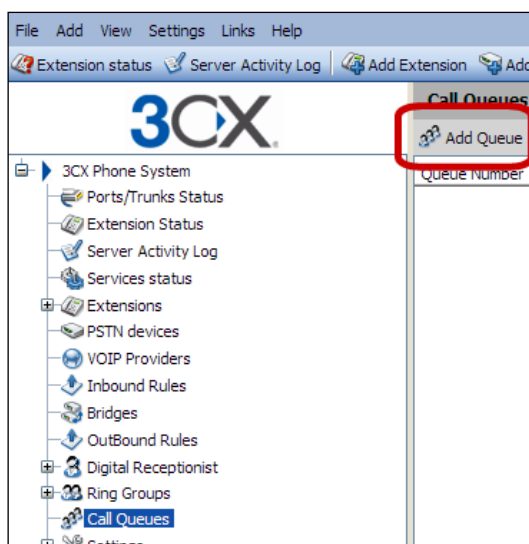 File Add View Settings Links Help
Extension status Server Activity Log Add Extension Add
3CX
Call Queues
Add Queue
Queue Number
3CX Phone System
Ports/Trunks Status
Extension Status
Server Activity Log
Services status
Extensions
PSTN devices
VOIP Providers
Inbound Rules
Bridges
OutBound Rules
Digital Receptionist
Ring Groups
Call Queues
Settings